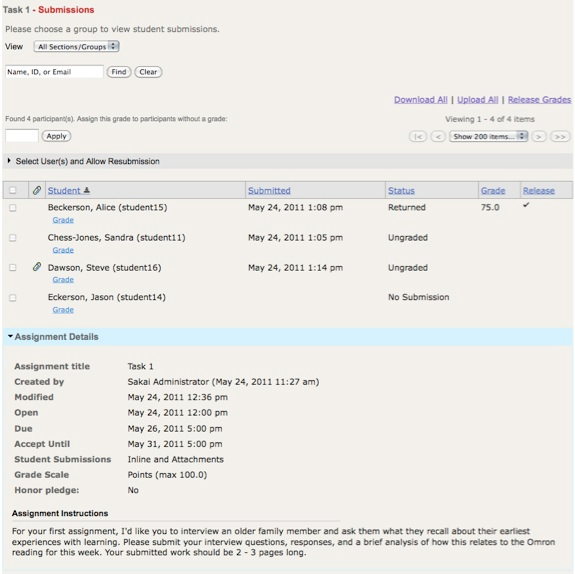 Task 1 - Submissions
Please choose a group to view student submissions.
View All Sections/Groups
Name, ID, or Email Find Clear
Download All | Upload All | Release Grades
Found 4 participant(s). Assign this grade to participants without a grade: Viewing 1 - 4 of 4 items
Apply |< < Show 200 items... > >>
Select User(s) and Allow Resubmission
Student Submitted Status Grade Release
Beckerson, Alice (student15) May 24, 2011 1:08 pm Returned 75.0 ✔
Grade
Chess-Jones, Sandra (student11) May 24, 2011 1:05 pm Ungraded
Grade
Dawson, Steve (student16) May 24, 2011 1:14 pm Ungraded
Grade
Eckerson, Jason (student14) No Submission
Grade
Assignment Details
Assignment title Task 1
Created by Sakai Administrator (May 24, 2011 11:27 am)
Modified May 24, 2011 12:36 pm
Open May 24, 2011 12:00 pm
Due May 26, 2011 5:00 pm
Accept Until May 31, 2011 5:00 pm
Student Submissions Inline and Attachments
Grade Scale Points (max 100.0)
Honor pledge: No
Assignment Instructions
For your first assignment, I'd like you to interview an older family member and ask them what they recall about their earliest
experiences with learning. Please submit your interview questions, responses, and a brief analysis of how this relates to the Omron
reading for this week. Your submitted work should be 2 - 3 pages long.